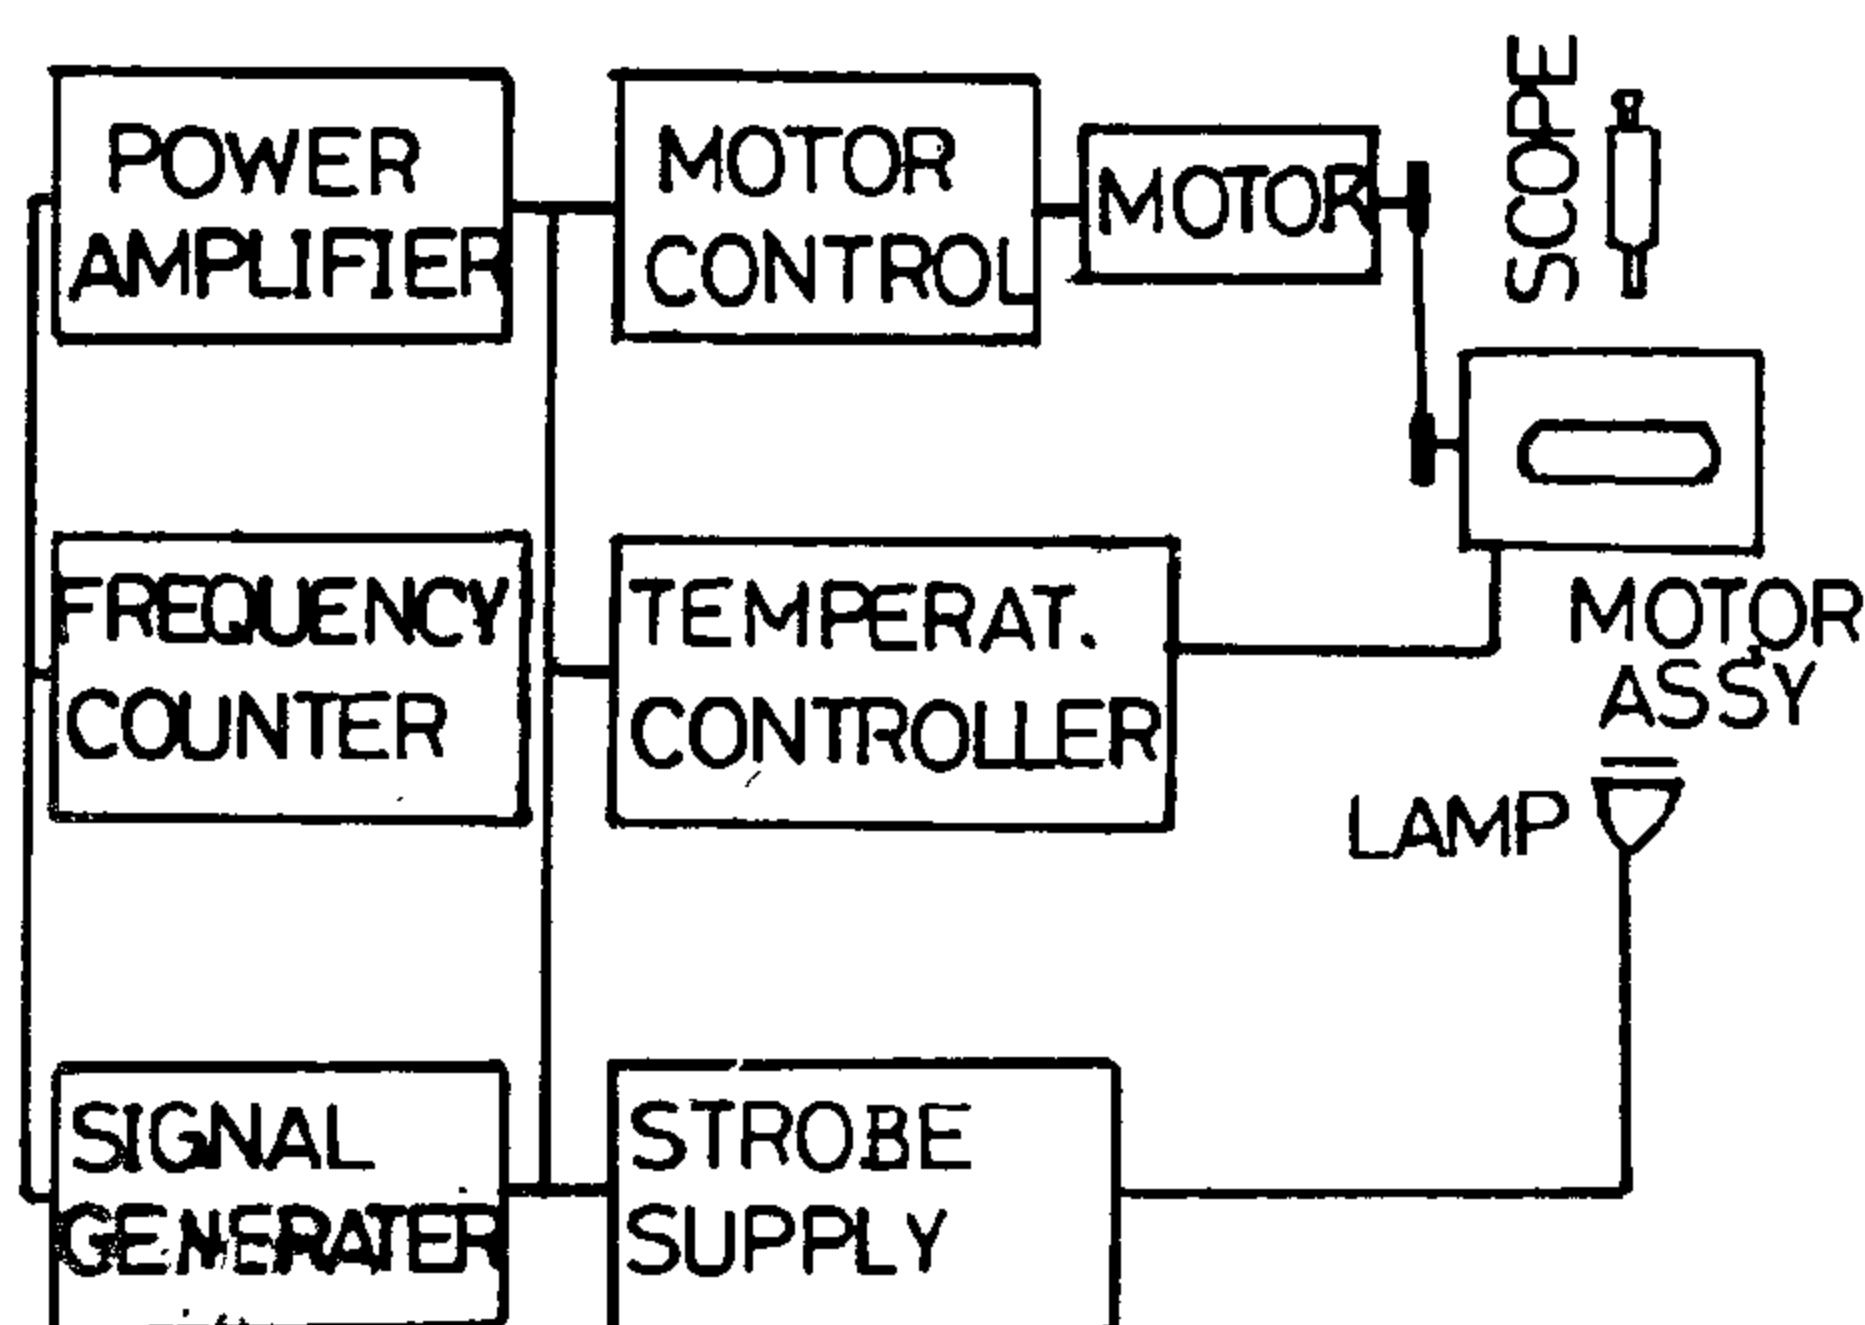 POWER
AMPLIFIER
MOTOR
CONTROL
MOTOR
SCOPE
FREQUENCY
COUNTER
TEMPERAT.
CONTROLLER
MOTOR
ASSY
LAMP
SIGNAL
GENERATER
STROBE
SUPPLY